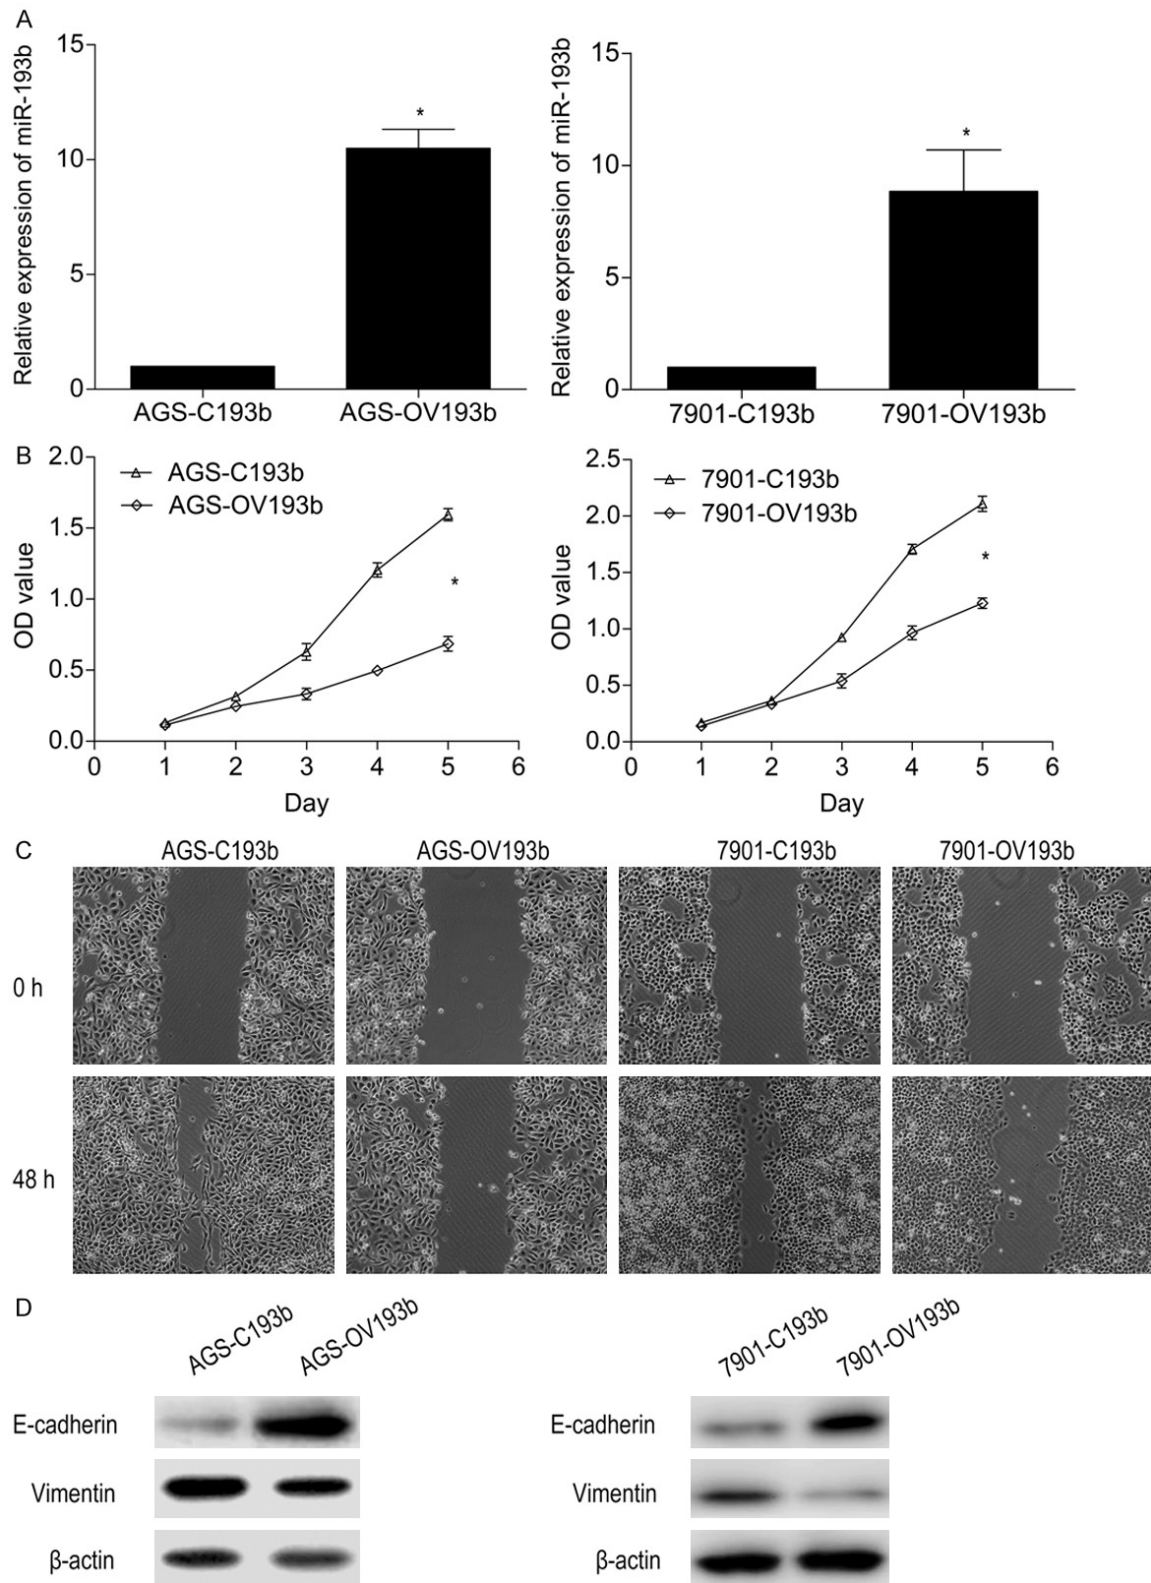 A
Relative expression of miR-193b
15
10
5
0
*
AGS-C193b
AGS-OV193b
Relative expression of miR-193b
15
10
5
0
*
7901-C193b
7901-OV193b
B
OD value
2.0
1.5
1.0
0.5
0.0
AGS-C193b
AGS-OV193b
*
0 1 2 3 4 5 6
Day
OD value
2.5
2.0
1.5
1.0
0.5
0.0
7901-C193b
7901-OV193b
*
0 1 2 3 4 5 6
Day
C
AGS-C193b
AGS-OV193b
7901-C193b
7901-OV193b
0 h
48 h
D
AGS-C193b
AGS-OV193b
E-cadherin
Vimentin
β-actin
7901-C193b
7901-OV193b
E-cadherin
Vimentin
β-actin